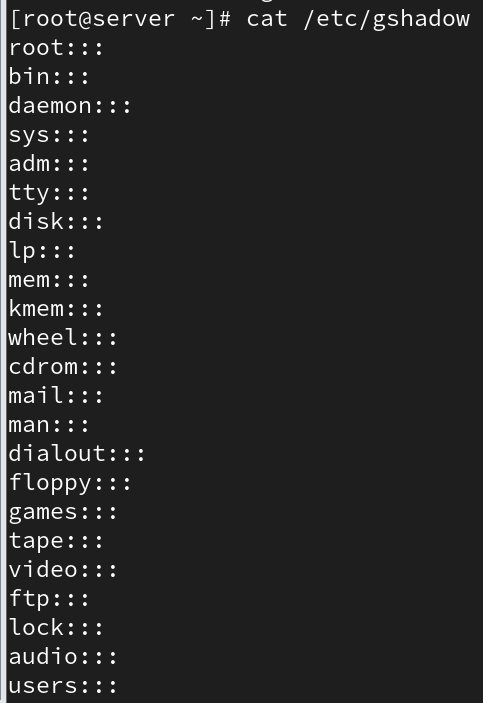 [root@server ~]# cat /etc/gshadow
root:::
bin:::
daemon:::
sys:::
adm:::
tty:::
disk:::
lp:::
mem:::
kmem:::
wheel:::
cdrom:::
mail:::
man:::
dialout:::
floppy:::
games:::
tape:::
video:::
ftp:::
lock:::
audio:::
users:::